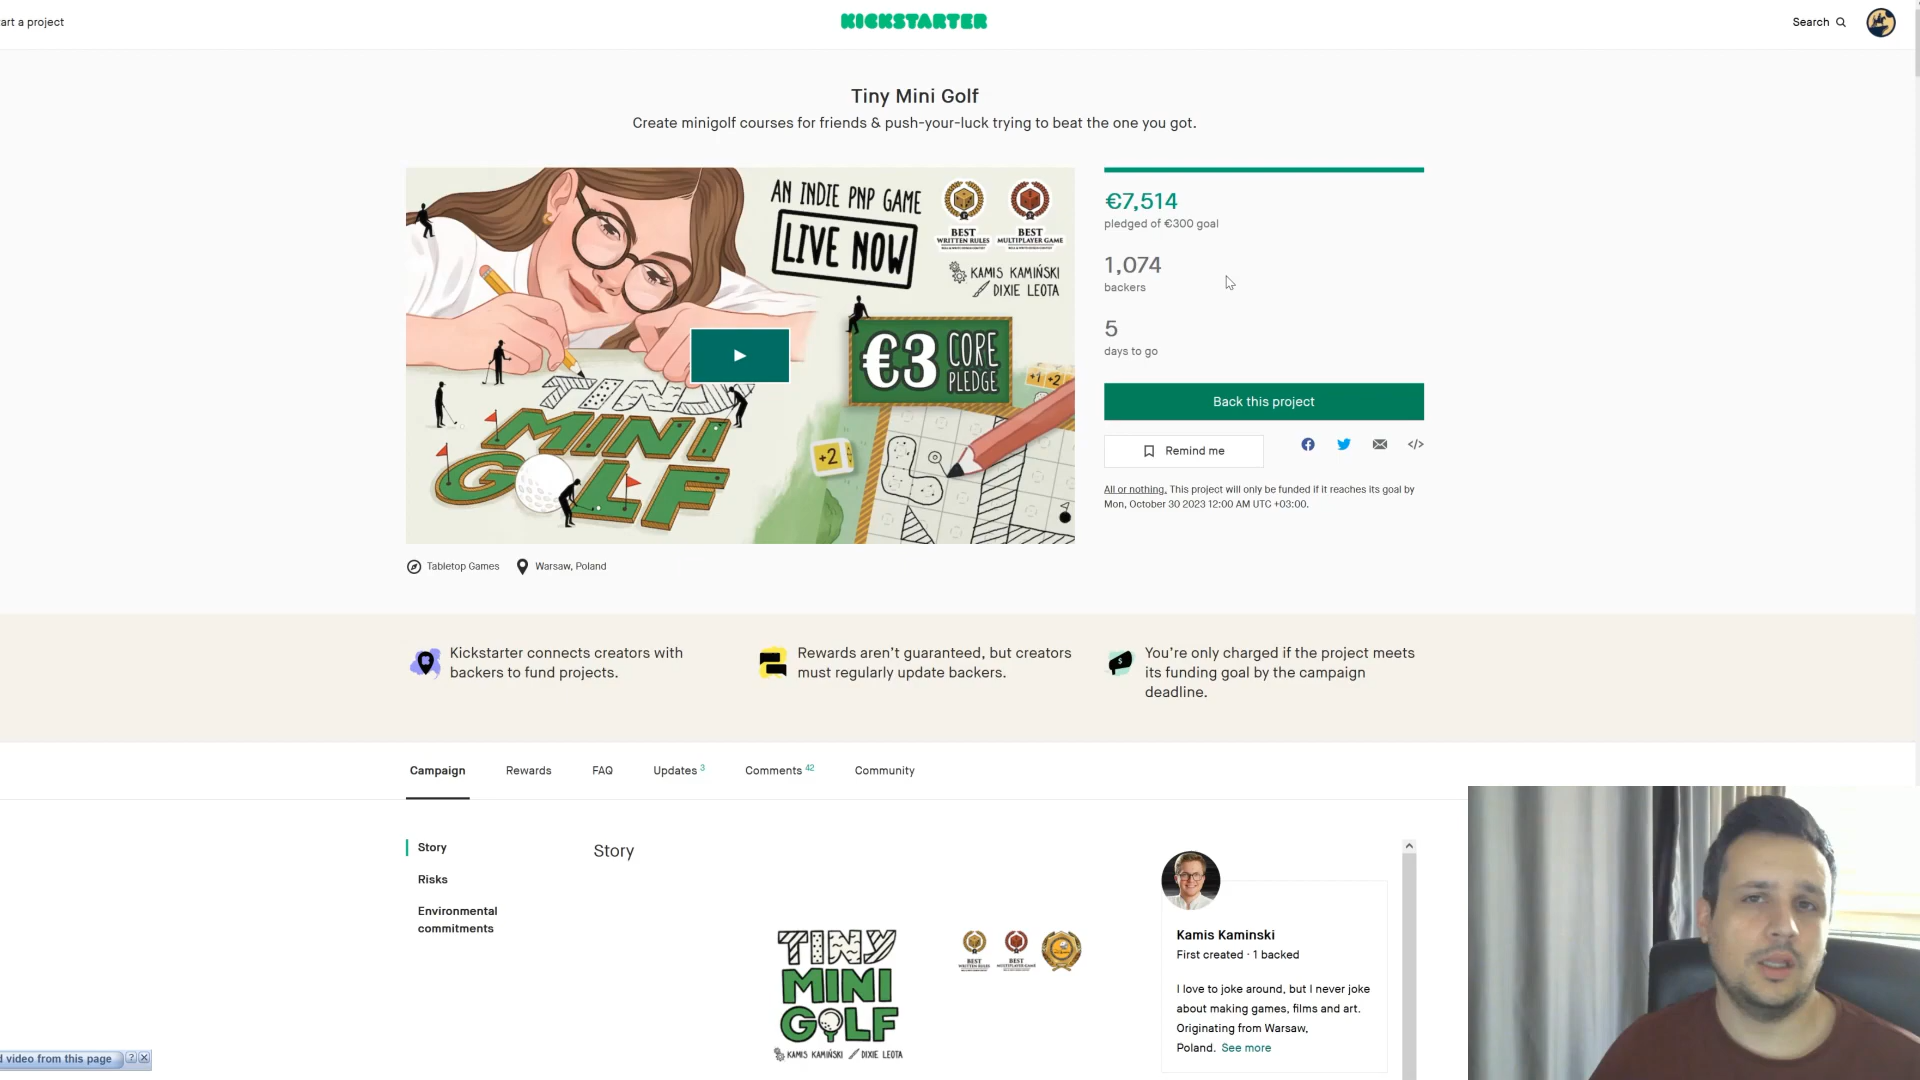 art a project
KICKSTARTER
Search
Tiny Mini Golf
Create minigolf courses for friends & push-your-luck trying to beat the one you got.
AN INDIE PNP GAME
LIVE NOW
BEST
WRITTEN RULES
BEST
MULTIPLAYER GAME
KAMIS KAMIŃSKI
DIXIE LEOTA
€3 CORE PLEDGE
+1 +2
+2
TINY
MINI
GOLF
€7,514
pledged of €300 goal
1,074
backers
5
days to go
Back this project
Remind me
All or nothing. This project will only be funded if it reaches its goal by
Mon, October 30 2023 12:00 AM UTC +03:00.
Tabletop Games
Warsaw, Poland
Kickstarter connects creators with
backers to fund projects.
Rewards aren't guaranteed, but creators
must regularly update backers.
You're only charged if the project meets
its funding goal by the campaign
deadline.
Campaign
Rewards
FAQ
Updates 3
Comments 42
Community
Story
Risks
Environmental
commitments
Story
TINY
MINI
GOLF
KAMIS KAMIŃSKI DIXIE LEOTA
BEST
WRITTEN RULES
BEST
MULTIPLAYER GAME
Kamis Kaminski
First created · 1 backed
I love to joke around, but I never joke
about making games, films and art.
Originating from Warsaw,
Poland. See more
d video from this page ?